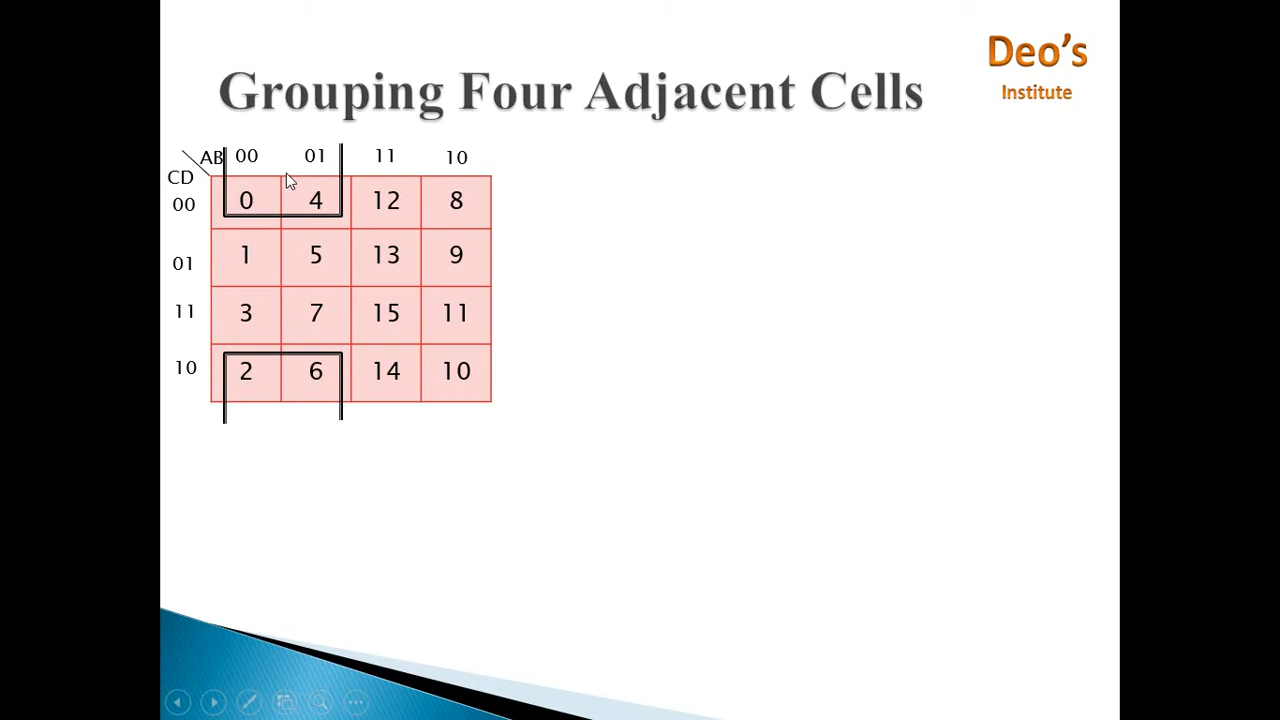 Deo's
Institute
Grouping Four Adjacent Cells
AB 00 01 11 10
CD
00 0 4 12 8
01 1 5 13 9
11 3 7 15 11
10 2 6 14 10